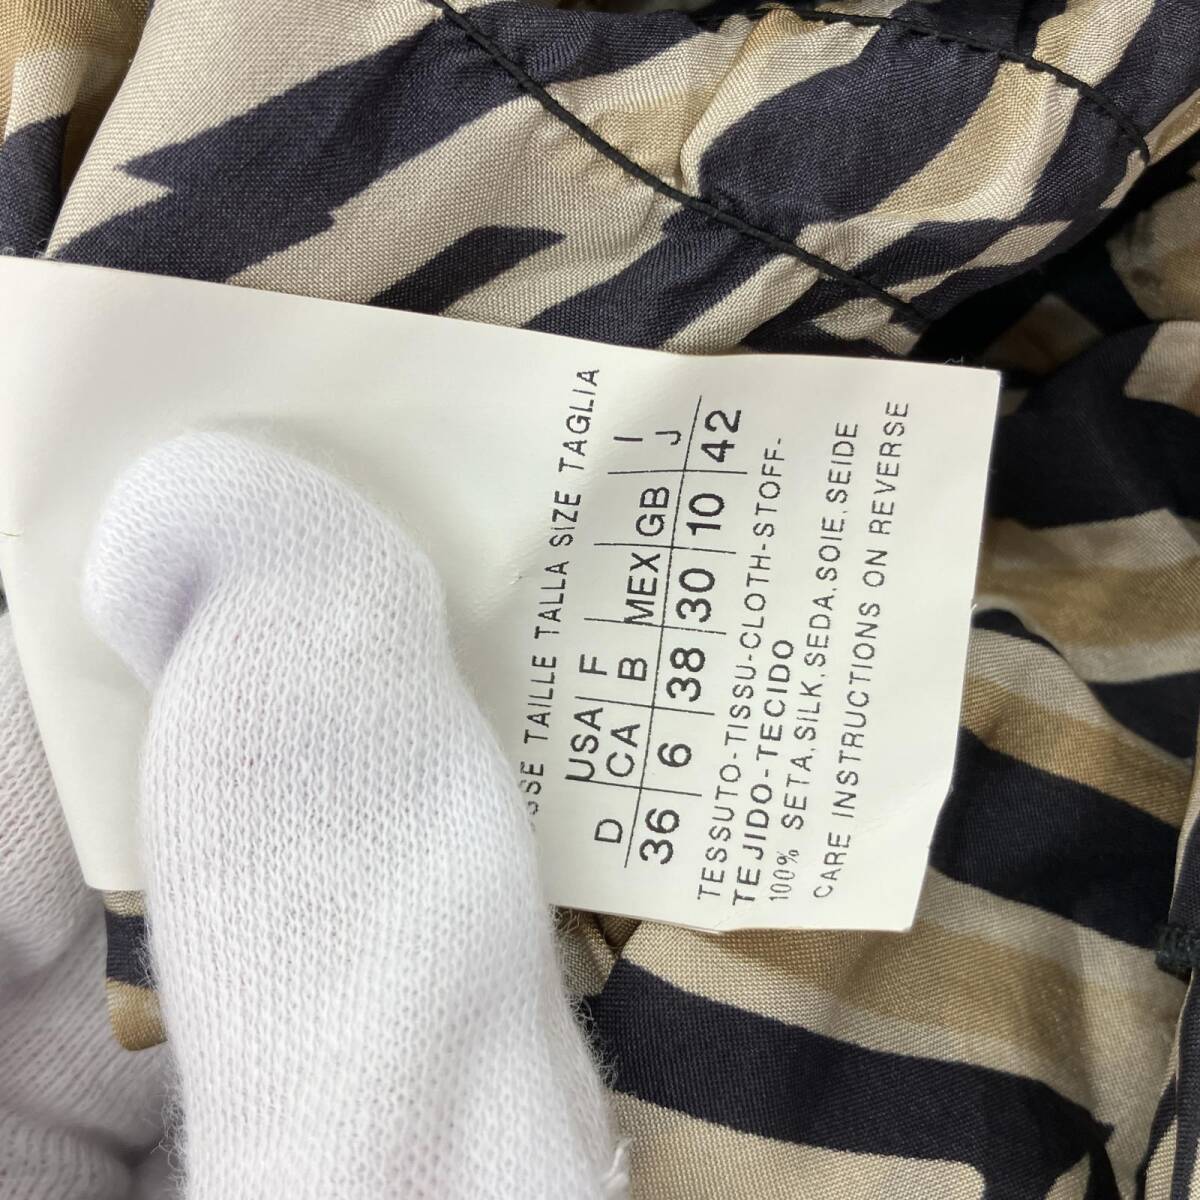 TAILLE TALLA SIZE TAGLIA
D USA F I
CA B MEX GB J
36 6 38 30 10 42
TESSUTO-TISSU-CLOTH-STOFF-
TEJIDO-TECIDO
100% SETA,SILK,SEDA,SOIE,SEIDE
CARE INSTRUCTIONS ON REVERSE